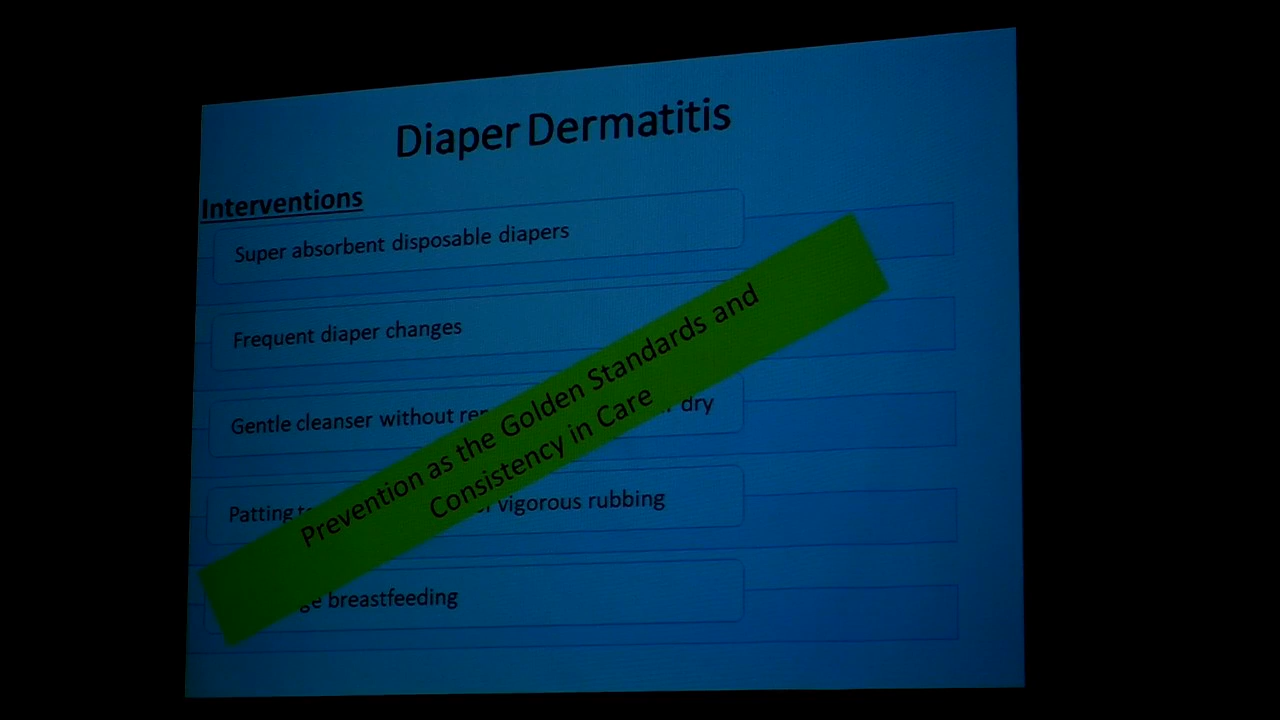 Diaper Dermatitis
Interventions
Super absorbent disposable diapers
Frequent diaper changes
Gentle cleanser without dry
Patting vigorous rubbing
breastfeeding
Prevention as the Golden Standards and
Consistency in Care